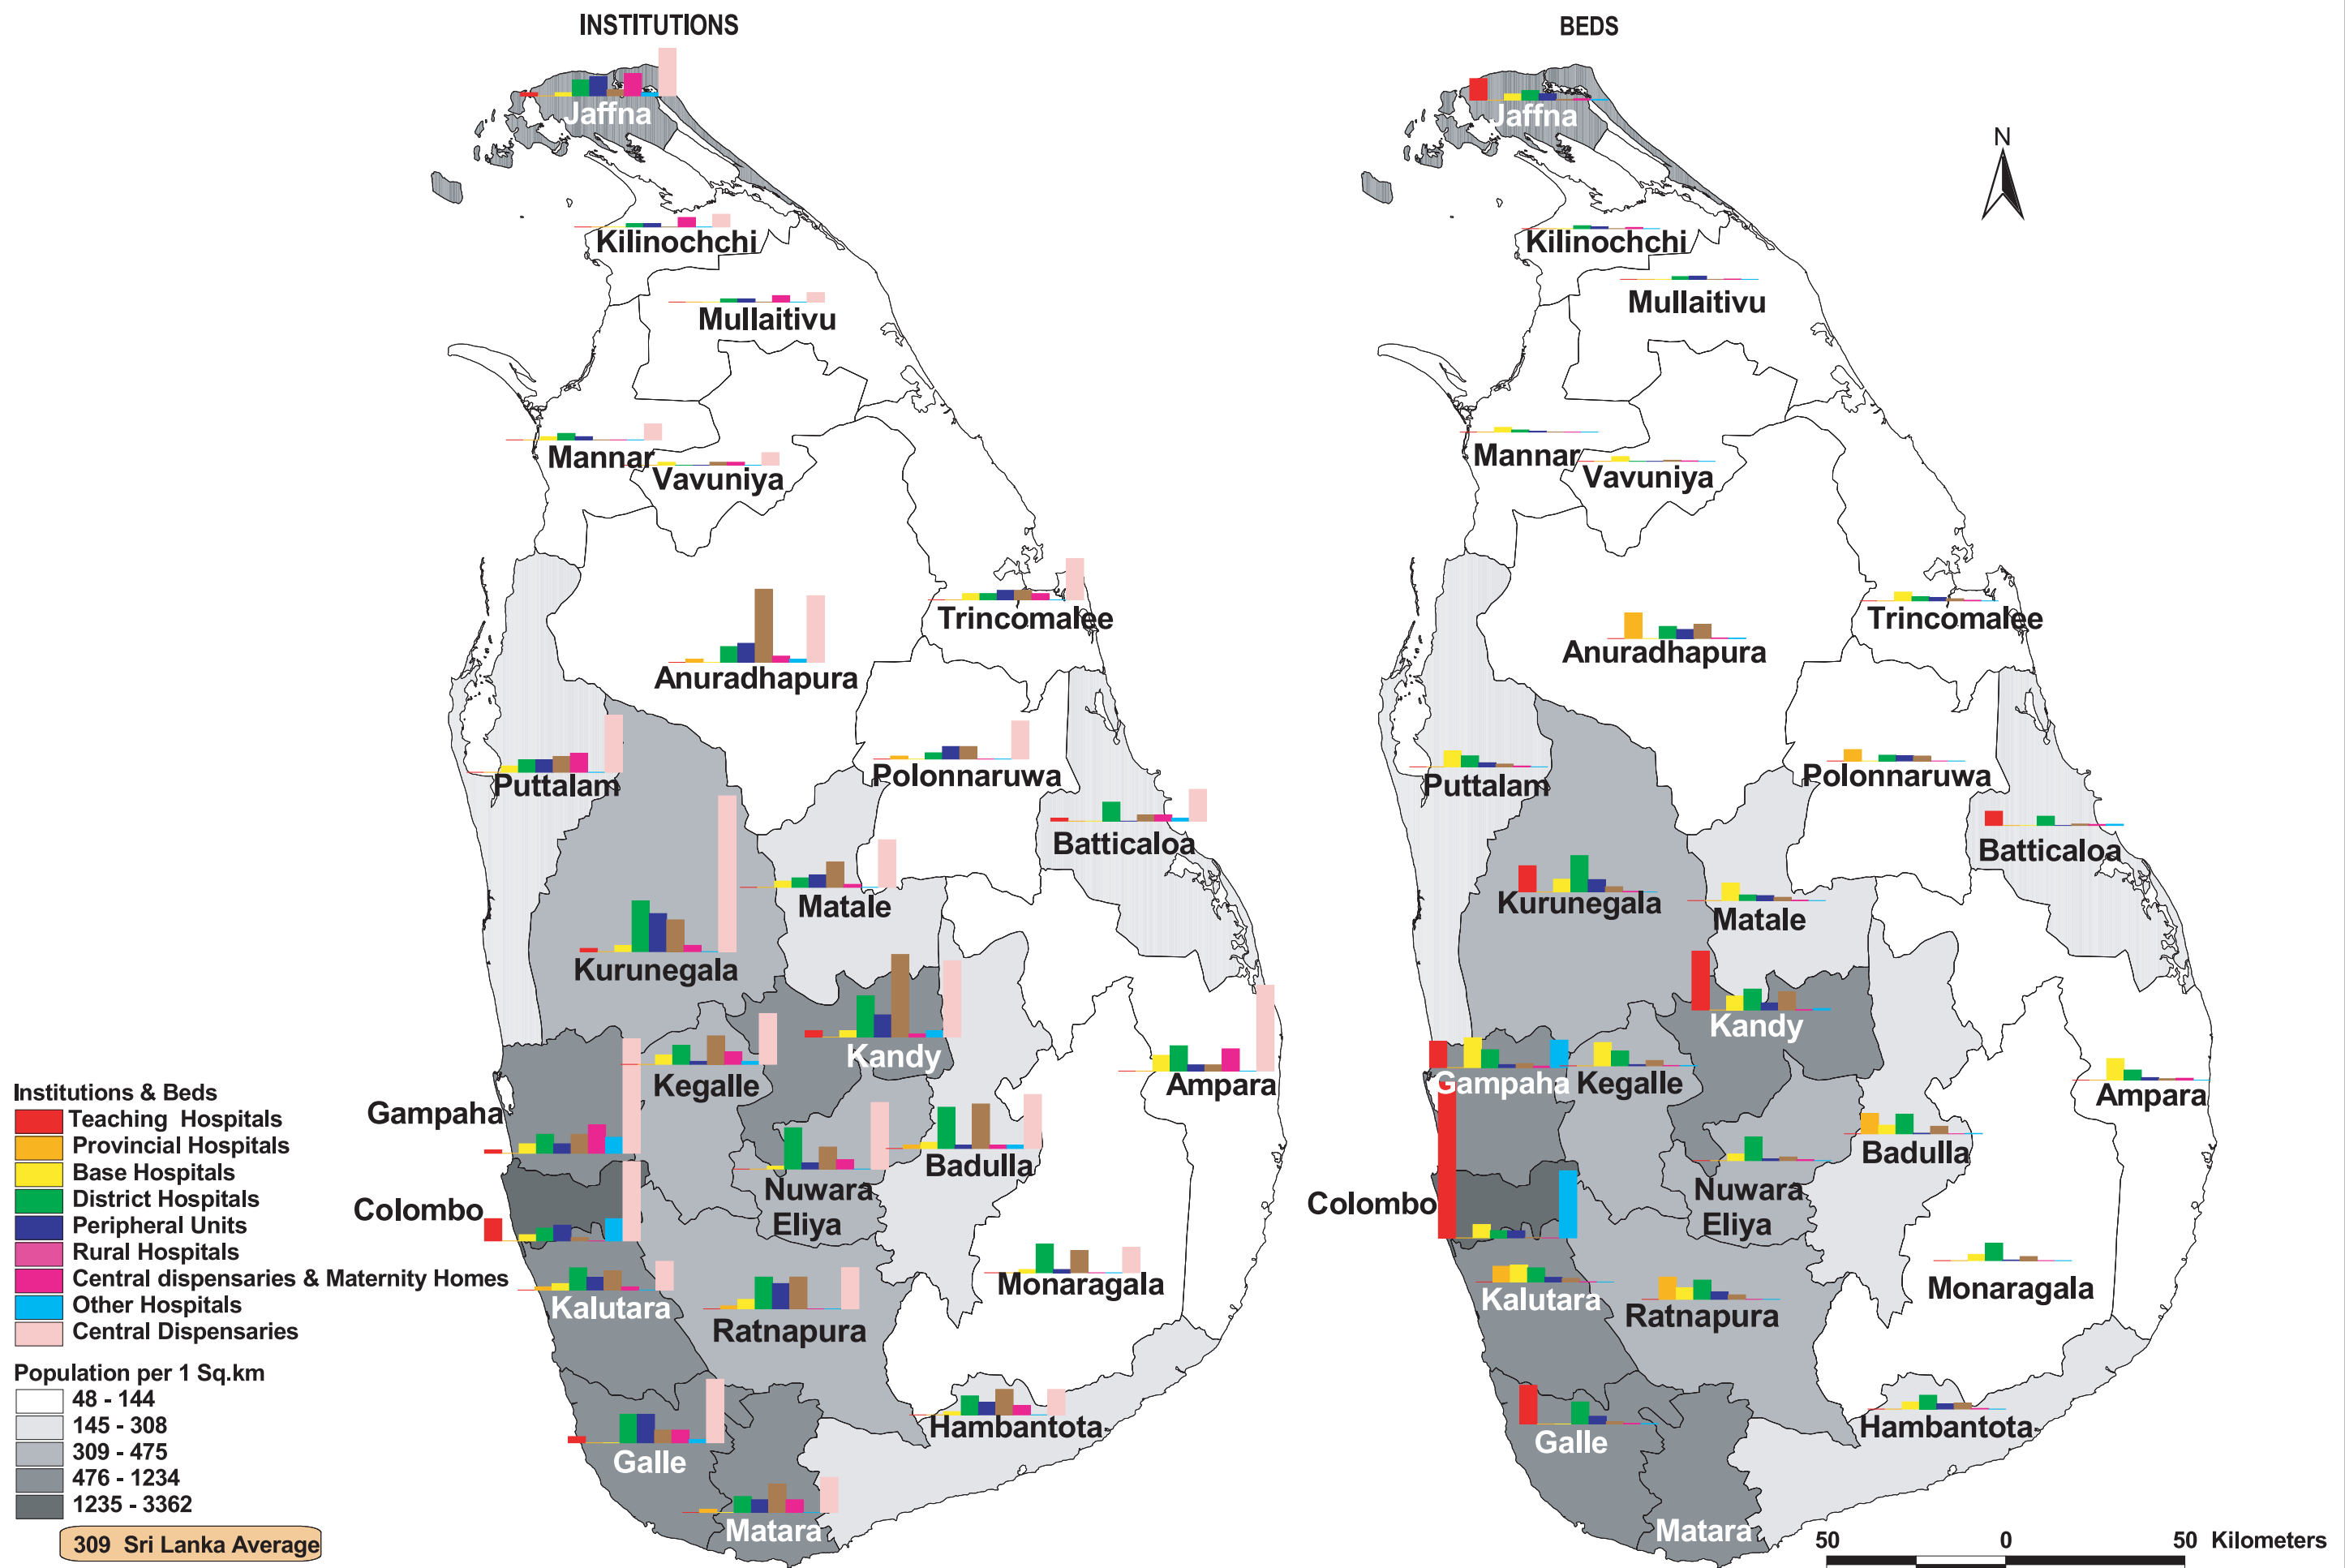 INSTITUTIONS
Jaffna
Kilinochchi
Mullaitivu
Mannar
Vavuniya
Trincomalee
Anuradhapura
Polonnaruwa
Puttalam
Batticaloa
Matale
Kurunegala
Kandy
Kegalle
Ampara
Gampaha
Badulla
Nuwara
Eliya
Colombo
Monaragala
Kalutara
Ratnapura
Hambantota
Galle
Matara
BEDS
N
Jaffna
Kilinochchi
Mullaitivu
Mannar
Vavuniya
Trincomalee
Anuradhapura
Polonnaruwa
Puttalam
Batticaloa
Kurunegala
Matale
Kandy
Gampaha
Kegalle
Ampara
Badulla
Nuwara
Eliya
Colombo
Monaragala
Kalutara
Ratnapura
Hambantota
Galle
Matara
Institutions & Beds
Teaching Hospitals
Provincial Hospitals
Base Hospitals
District Hospitals
Peripheral Units
Rural Hospitals
Central dispensaries & Maternity Homes
Other Hospitals
Central Dispensaries
Population per 1 Sq.km
48 - 144
145 - 308
309 - 475
476 - 1234
1235 - 3362
309 Sri Lanka Average
50 0 50 Kilometers